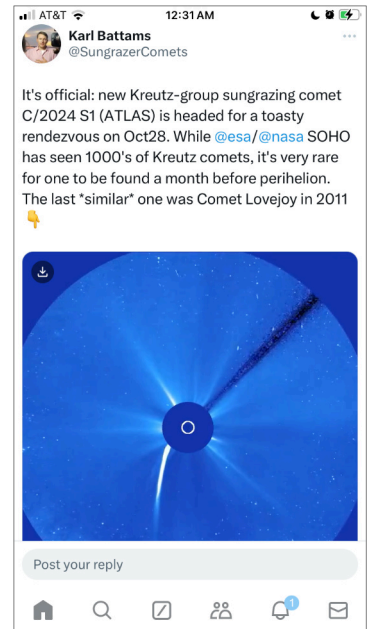 AT&T 12:31 AM
Karl Battams
@SungrazerComets
It's official: new Kreutz-group sungrazing comet
C/2024 S1 (ATLAS) is headed for a toasty
rendezvous on Oct28. While @esa/@nasa SOHO
has seen 1000's of Kreutz comets, it's very rare
for one to be found a month before perihelion.
The last *similar* one was Comet Lovejoy in 2011
👇
Post your reply
1